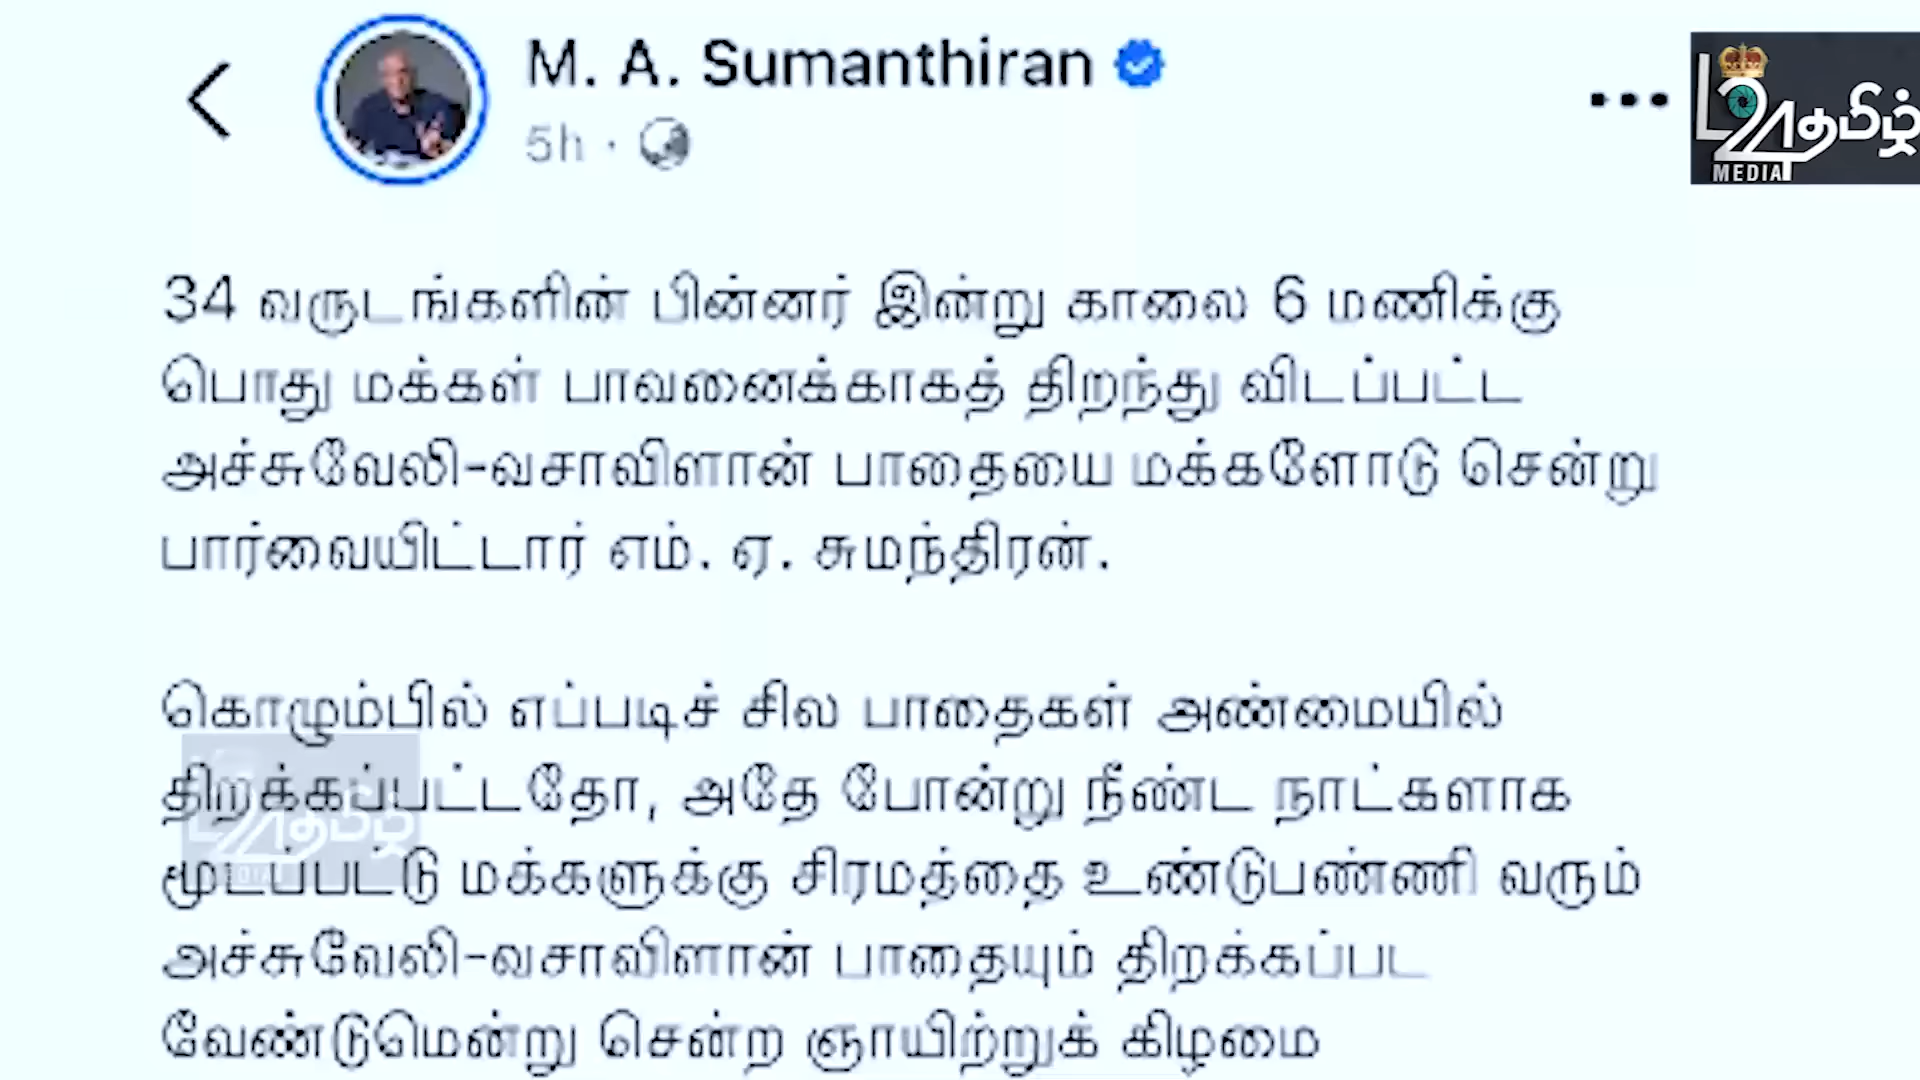 M. A. Sumanthiran
5h ·
L24தமிழ்
MEDIA
34 வருடங்களின் பின்னர் இன்று காலை 6 மணிக்கு
பொது மக்கள் பாவனைக்காகத் திறந்து விடப்பட்ட
அச்சுவேலி-வசாவிளான் பாதையை மக்களோடு சென்று
பார்வையிட்டார் எம். ஏ. சுமந்திரன்.
கொழும்பில் எப்படிச் சில பாதைகள் அண்மையில்
திறக்கப்பட்டதோ, அதே போன்று நீண்ட நாட்களாக
மூடப்பட்டு மக்களுக்கு சிரமத்தை உண்டுபண்ணி வரும்
அச்சுவேலி-வசாவிளான் பாதையும் திறக்கப்பட
வேண்டுமென்று சென்ற ஞாயிற்றுக் கிழமை